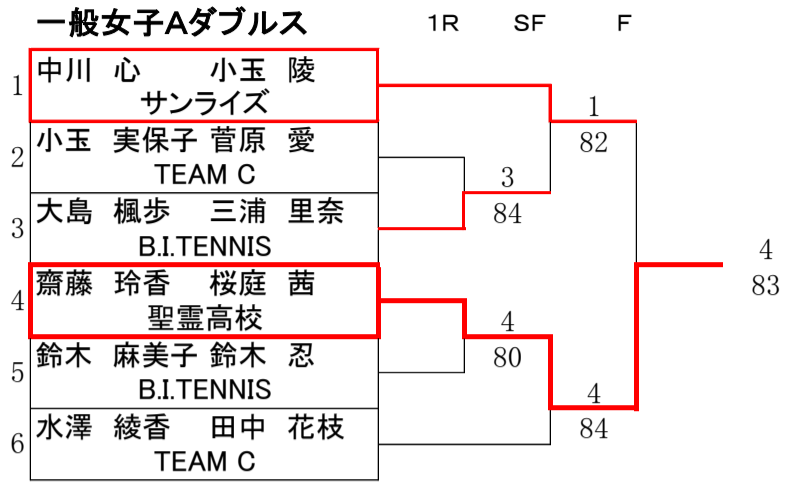 一般女子Aダブルス 1R SF F
1 中川 心 小玉 陵
サンライズ
2 小玉 実保子 菅原 愛
TEAM C
3 大島 楓歩 三浦 里奈
B.I.TENNIS
4 齋藤 玲香 桜庭 茜
聖霊高校
5 鈴木 麻美子 鈴木 忍
B.I.TENNIS
6 水澤 綾香 田中 花枝
TEAM C
3
84
4
80
1
82
4
84
4
83